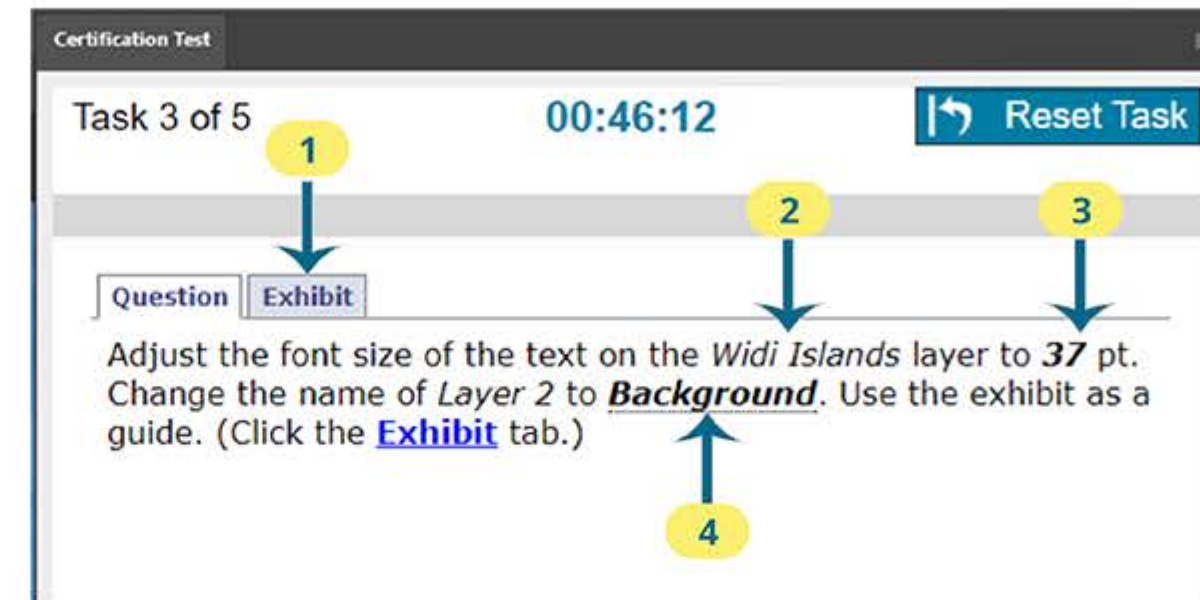 Certification Test
Task 3 of 5 00:46:12 Reset Task
1
2 3
Question Exhibit
Adjust the font size of the text on the Widi Islands layer to 37 pt.
Change the name of Layer 2 to Background. Use the exhibit as a
guide. (Click the Exhibit tab.)
4